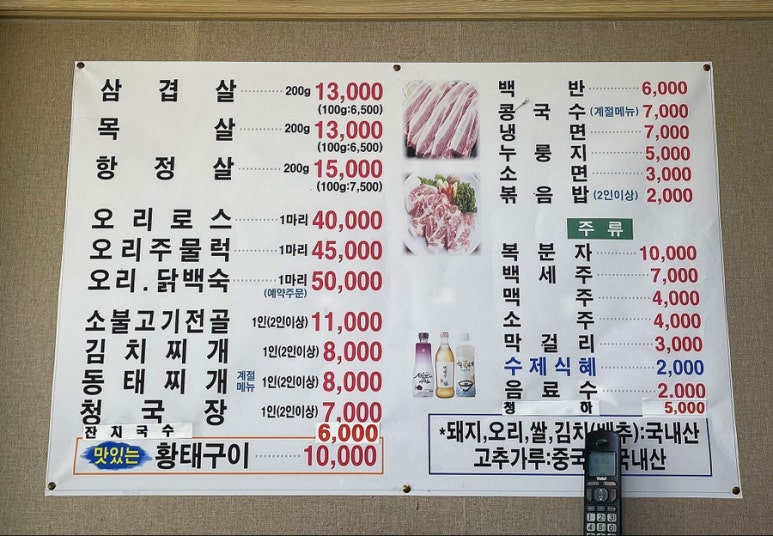 삼겹살 200g 13,000
(100g:6,500)
목살 200g 13,000
(100g:6,500)
항정살 200g 15,000
(100g:7,500)
오리로스 1마리 40,000
오리주물럭 1마리 45,000
오리.닭백숙 1마리 50,000
(예약주문)
소불고기전골 1인(2인이상) 11,000
김치찌개 1인(2인이상) 8,000
동태찌개 계절메뉴 1인(2인이상) 8,000
청국장 1인(2인이상) 7,000
잔치국수 6,000
맛있는 황태구이 10,000
백반 6,000
콩국수 (계절메뉴) 7,000
냉면 7,000
누룽지 5,000
소면 3,000
볶음밥 (2인이상) 2,000
주류
복분자 10,000
백세주 7,000
맥주 4,000
소주 4,000
막걸리 3,000
수제식혜 2,000
음료수 2,000
청하 5,000
*돼지,오리,쌀,김치(배추):국내산
고추가루:중국 국내산